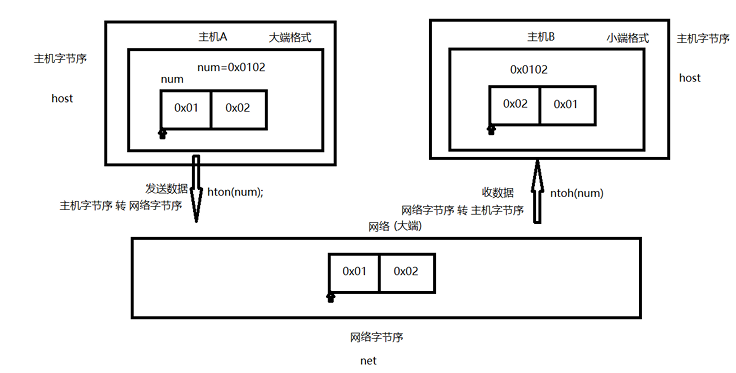 主机A
大端格式
主机字节序
host
num=0x0102
num
0x01
0x02
主机B
小端格式
主机字节序
host
0x0102
0x02
0x01
发送数据
hton(num);
主机字节序 转 网络字节序
收数据
ntoh(num)
网络字节序 转 主机字节序
网络 (大端)
0x01
0x02
网络字节序
net